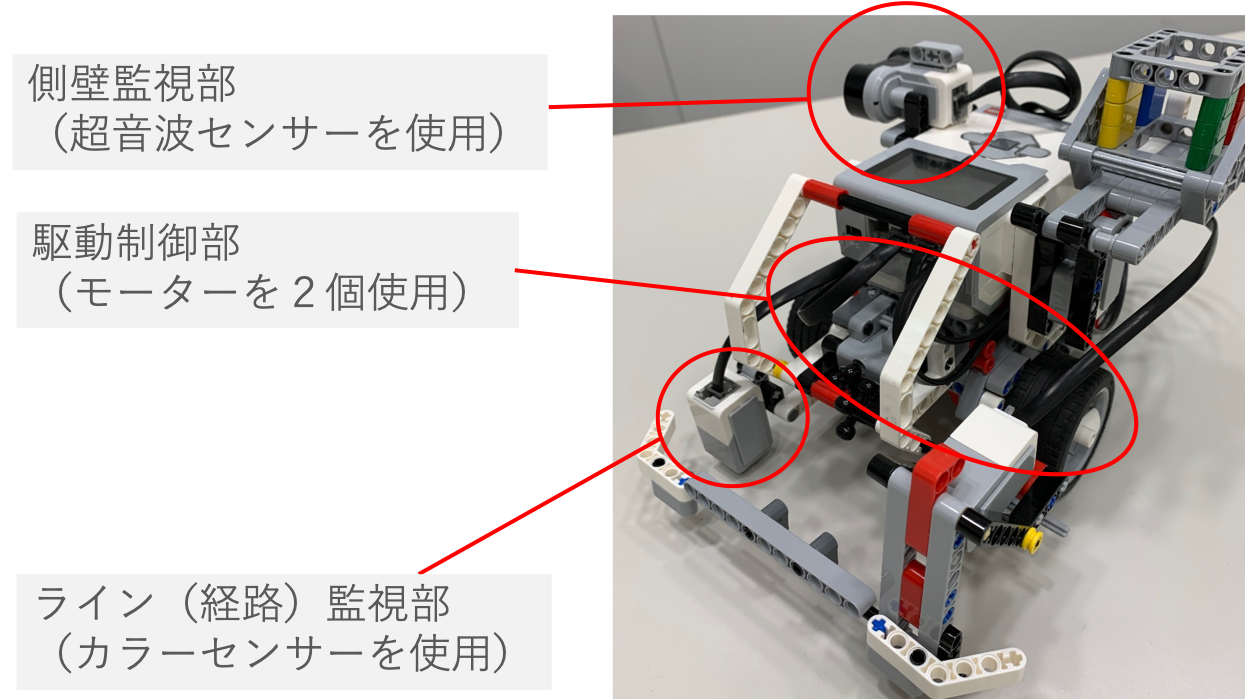 側壁監視部
（超音波センサーを使用）
駆動制御部
（モーターを２個使用）
ライン（経路）監視部
（カラーセンサーを使用）